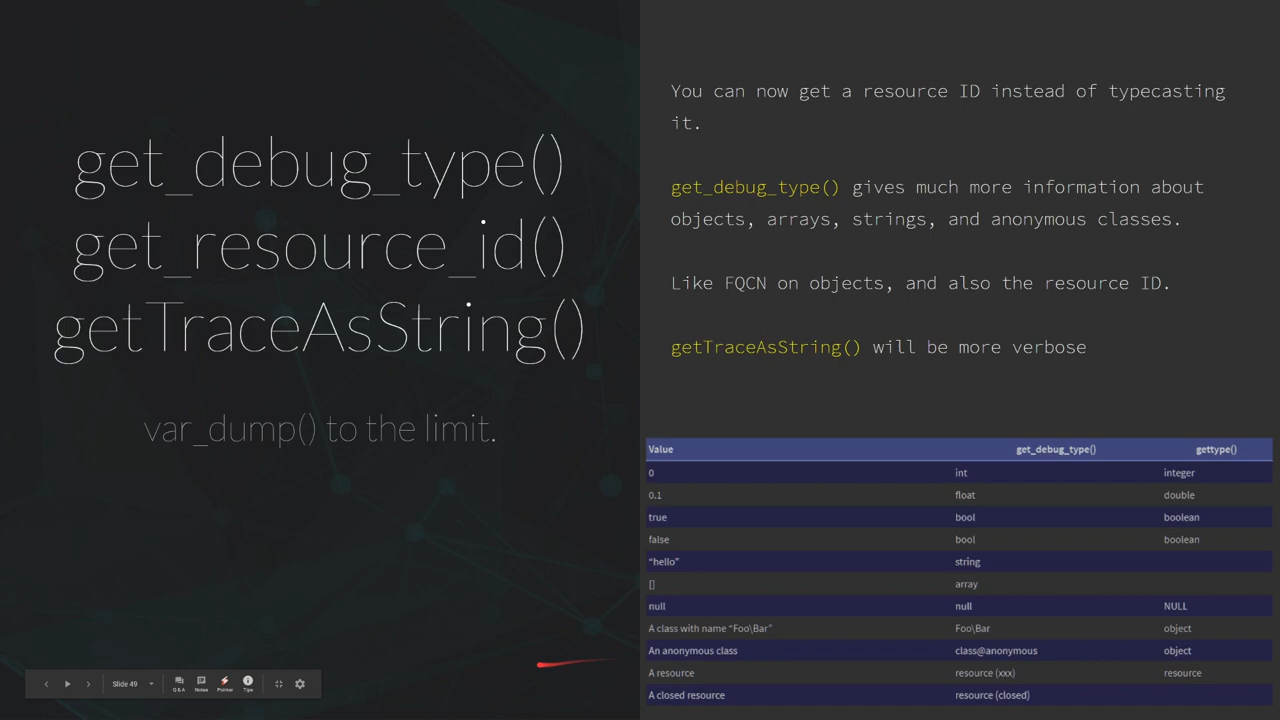 get_debug_type()
get_resource_id()
getTraceAsString()
var_dump() to the limit.
You can now get a resource ID instead of typecasting
it.
get_debug_type() gives much more information about
objects, arrays, strings, and anonymous classes.
Like FQCN on objects, and also the resource ID.
getTraceAsString() will be more verbose
Value get_debug_type() gettype()
0 int integer
0.1 float double
true bool boolean
false bool boolean
“hello” string
[] array
null null NULL
A class with name “Foo\Bar” Foo\Bar object
An anonymous class class@anonymous object
A resource resource (xxx) resource
A closed resource resource (closed)
Slide 49
Q & A Notes Pointer Tips